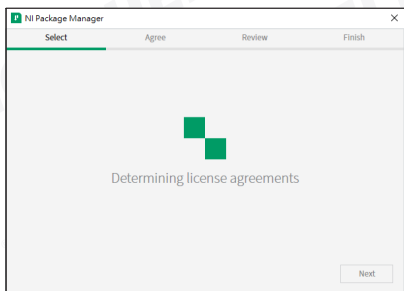 NI Package Manager
Select
Agree
Review
Finish
Determining license agreements
Next